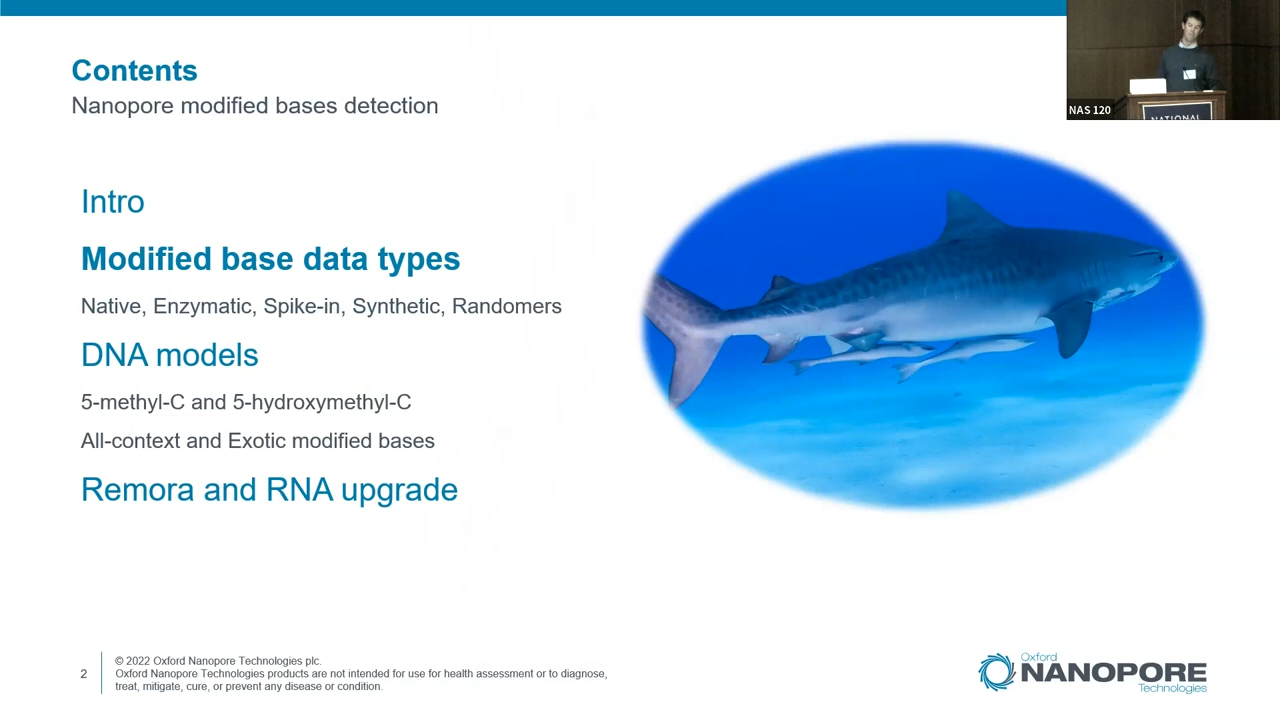 Contents
Nanopore modified bases detection
NAS 120
NATIONAL
Intro
Modified base data types
Native, Enzymatic, Spike-in, Synthetic, Randomers
DNA models
5-methyl-C and 5-hydroxymethyl-C
All-context and Exotic modified bases
Remora and RNA upgrade
2
© 2022 Oxford Nanopore Technologies plc.
Oxford Nanopore Technologies products are not intended for use for health assessment or to diagnose,
treat, mitigate, cure, or prevent any disease or condition.
Oxford
NANOPORE
Technologies